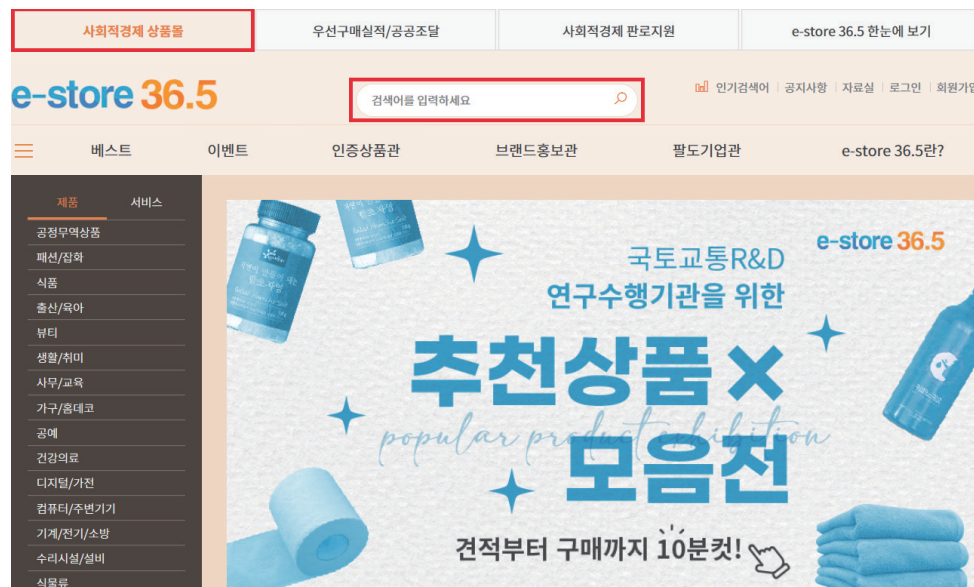 사회적경제 상품몰
우선구매실적/공공조달
사회적경제 판로지원
e-store 36.5 한눈에 보기
e-store 36.5
검색어를 입력하세요
인기검색어 공지사항 자료실 로그인 회원가입
베스트
이벤트
인증상품관
브랜드홍보관
팔도기업관
e-store 36.5란?
제품
서비스
공정무역상품
패션/잡화
식품
출산/육아
뷰티
생활/취미
사무/교육
가구/홈데코
공예
건강의료
디지털/가전
컴퓨터/주변기기
기계/전기/소방
수리시설/설비
식물류
e-store 36.5
국토교통R&D
연구수행기관을 위한
추천상품
popular product exhibition
모음전
견적부터 구매까지 10분컷!